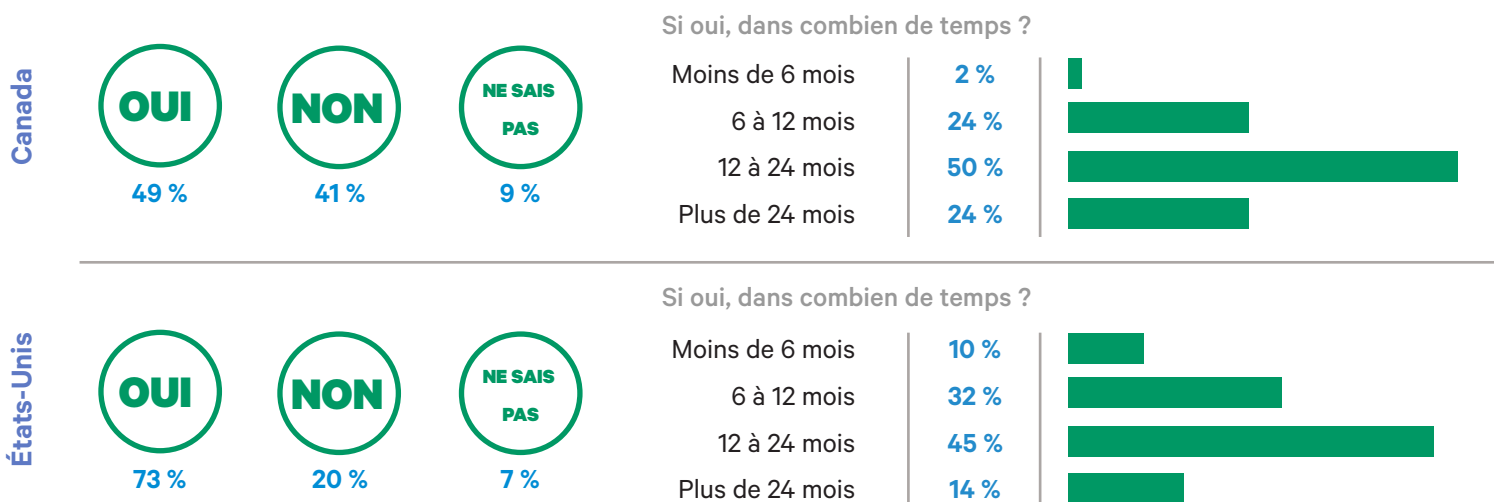 Canada
OUI
NON
NE SAIS
PAS
49 %
41 %
9 %
Si oui, dans combien de temps ?
Moins de 6 mois 2 %
6 à 12 mois 24 %
12 à 24 mois 50 %
Plus de 24 mois 24 %
États-Unis
OUI
NON
NE SAIS
PAS
73 %
20 %
7 %
Si oui, dans combien de temps ?
Moins de 6 mois 10 %
6 à 12 mois 32 %
12 à 24 mois 45 %
Plus de 24 mois 14 %